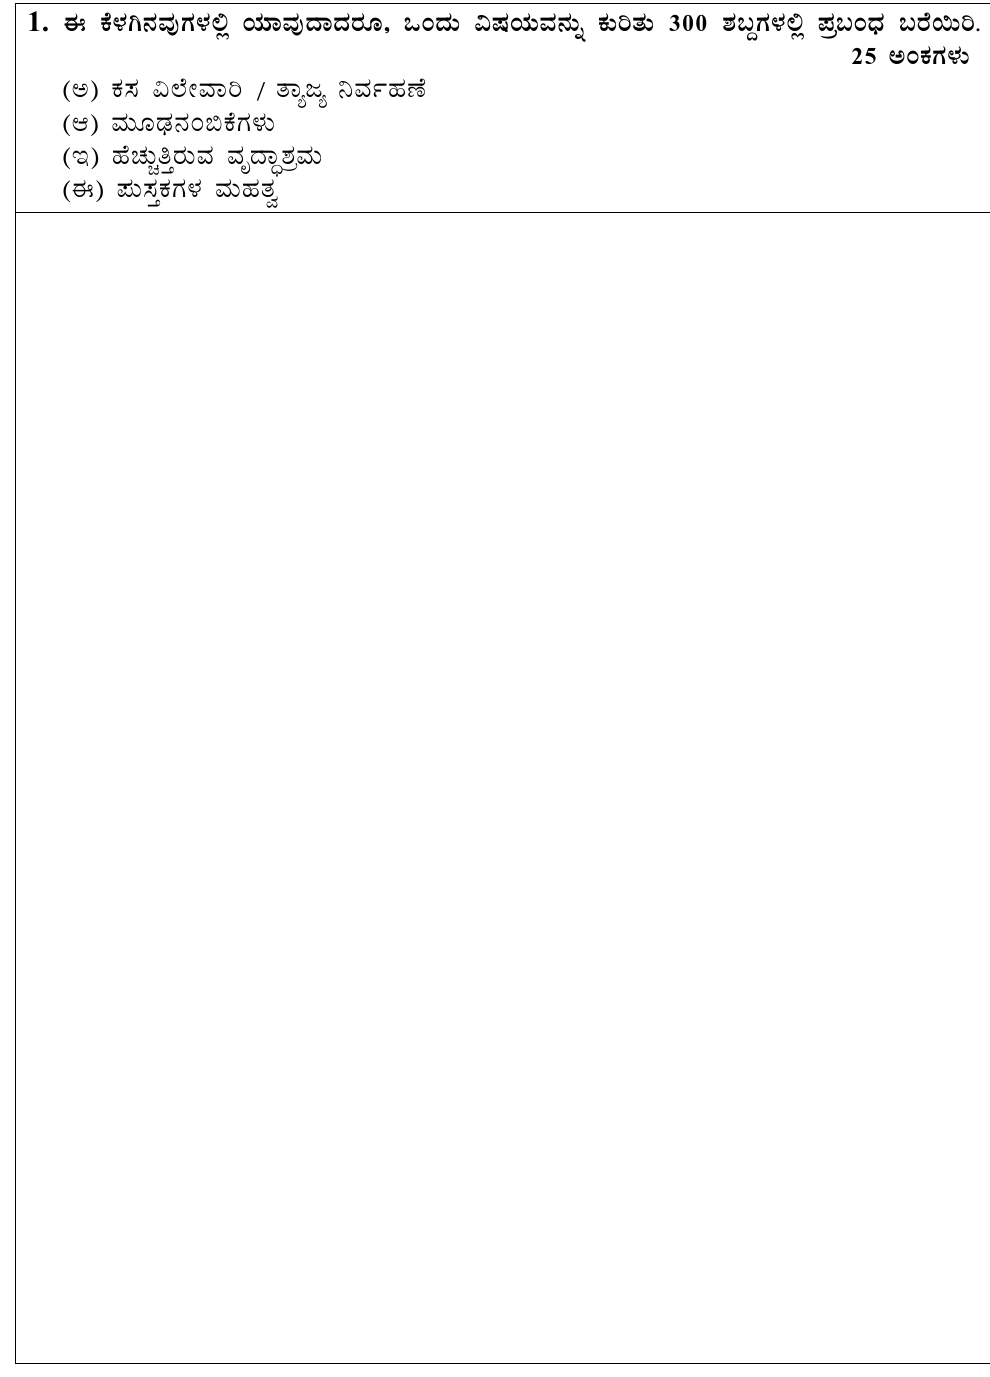 1. ಈ ಕೆಳಗಿನವುಗಳಲ್ಲಿ ಯಾವುದಾದರೂ, ಒಂದು ವಿಷಯವನ್ನು ಕುರಿತು 300 ಶಬ್ದಗಳಲ್ಲಿ ಪ್ರಬಂಧ ಬರೆಯಿರಿ.
25 ಅಂಕಗಳು
(ಅ) ಕಸ ವಿಲೇವಾರಿ / ತ್ಯಾಜ್ಯ ನಿರ್ವಹಣೆ
(ಆ) ಮೂಢನಂಬಿಕೆಗಳು
(ಇ) ಹೆಚ್ಚುತ್ತಿರುವ ವೃದ್ಧಾಶ್ರಮ
(ಈ) ಪುಸ್ತಕಗಳ ಮಹತ್ವ